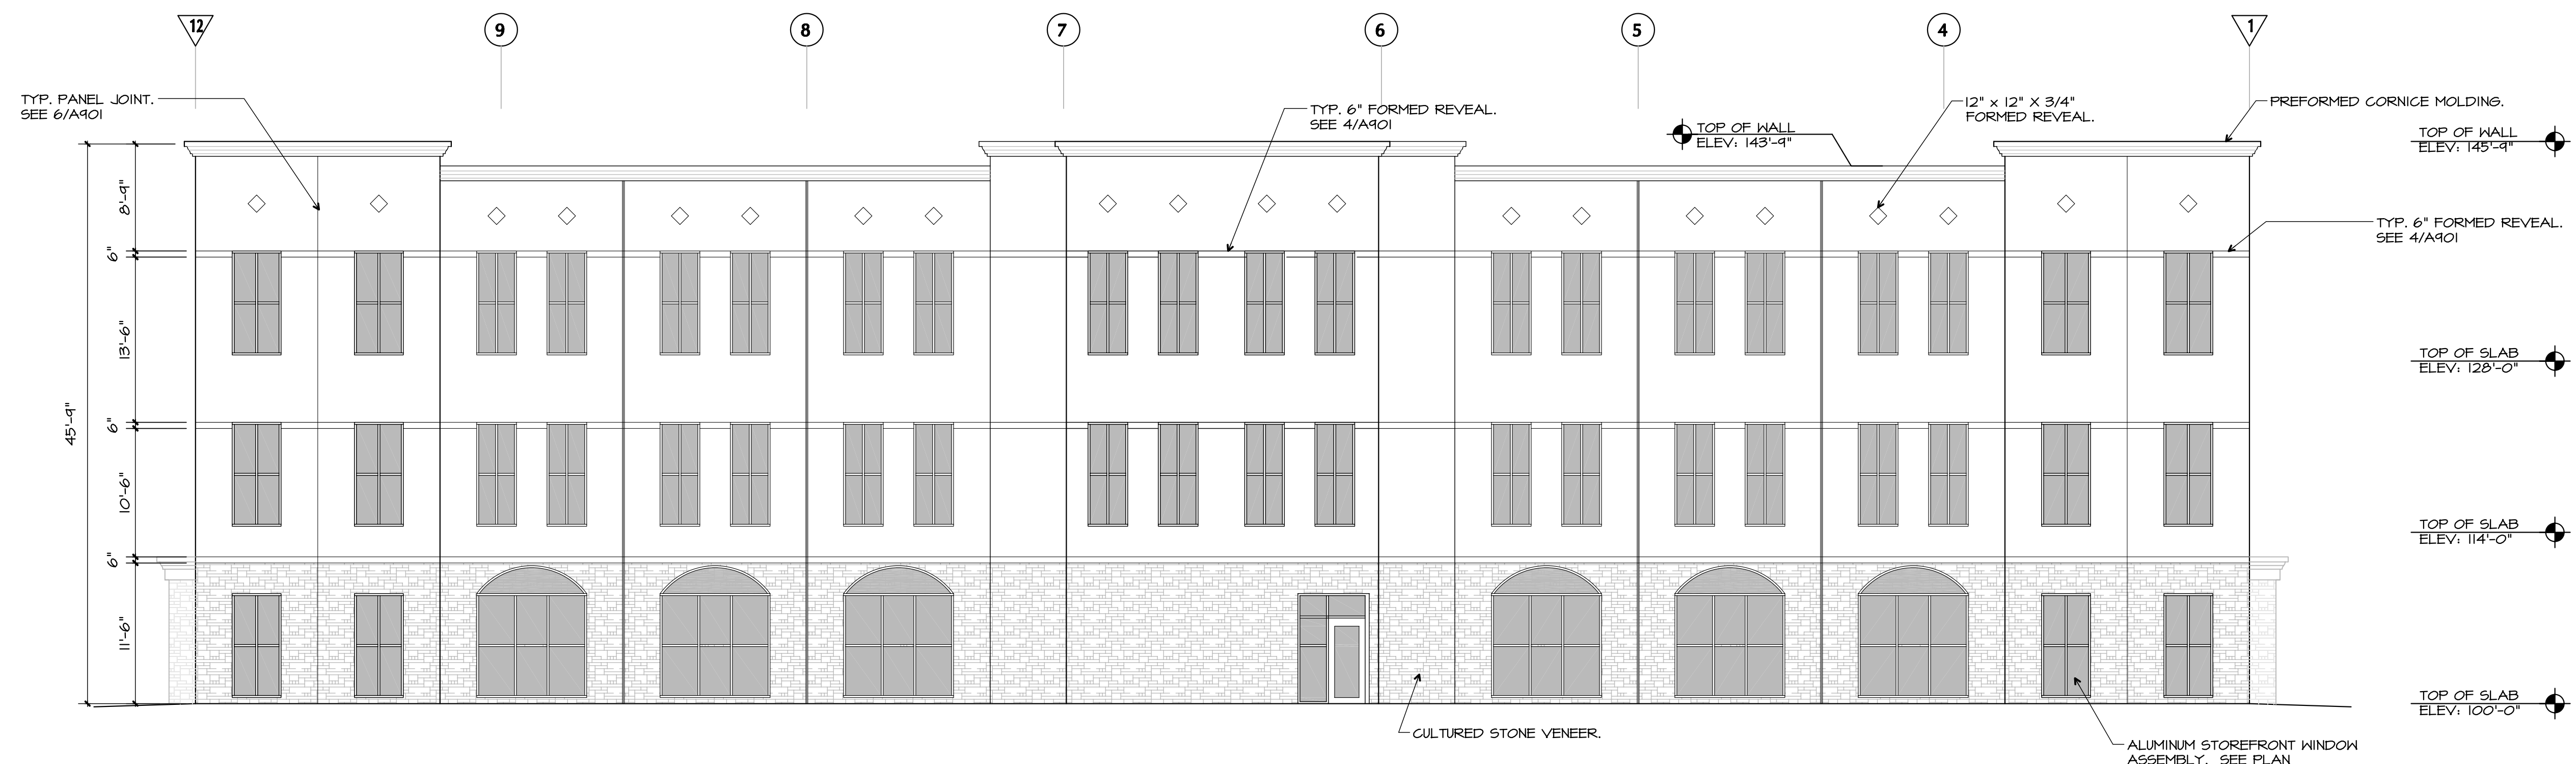 12
9
8
7
6
5
4
1
TYP. PANEL JOINT.
SEE 6/A901
TYP. 6" FORMED REVEAL.
SEE 4/A901
TOP OF WALL
ELEV: 143'-9"
12" x 12" X 3/4"
FORMED REVEAL.
PREFORMED CORNICE MOLDING.
TOP OF WALL
ELEV: 145'-9"
TYP. 6" FORMED REVEAL.
SEE 4/A901
8'-9"
6"
13'-6"
45'-9"
6"
10'-6"
6"
11'-6"
TOP OF SLAB
ELEV: 128'-0"
TOP OF SLAB
ELEV: 114'-0"
TOP OF SLAB
ELEV: 100'-0"
CULTURED STONE VENEER.
ALUMINUM STOREFRONT WINDOW
ASSEMBLY. SEE PLAN